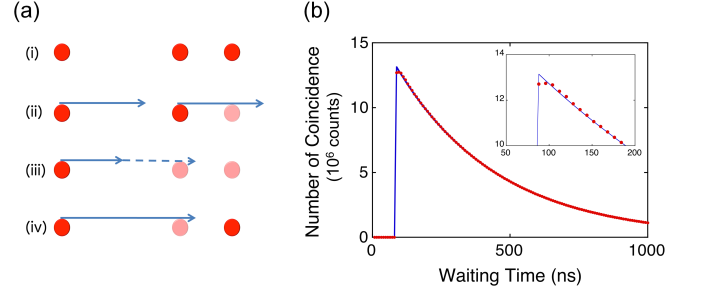 (a)
(i)
(ii)
(iii)
(iv)
(b)
Number of Coincidence
(10⁶ counts)
15
10
5
0
0
500
1000
Waiting Time (ns)
14
12
10
50
100
150
200